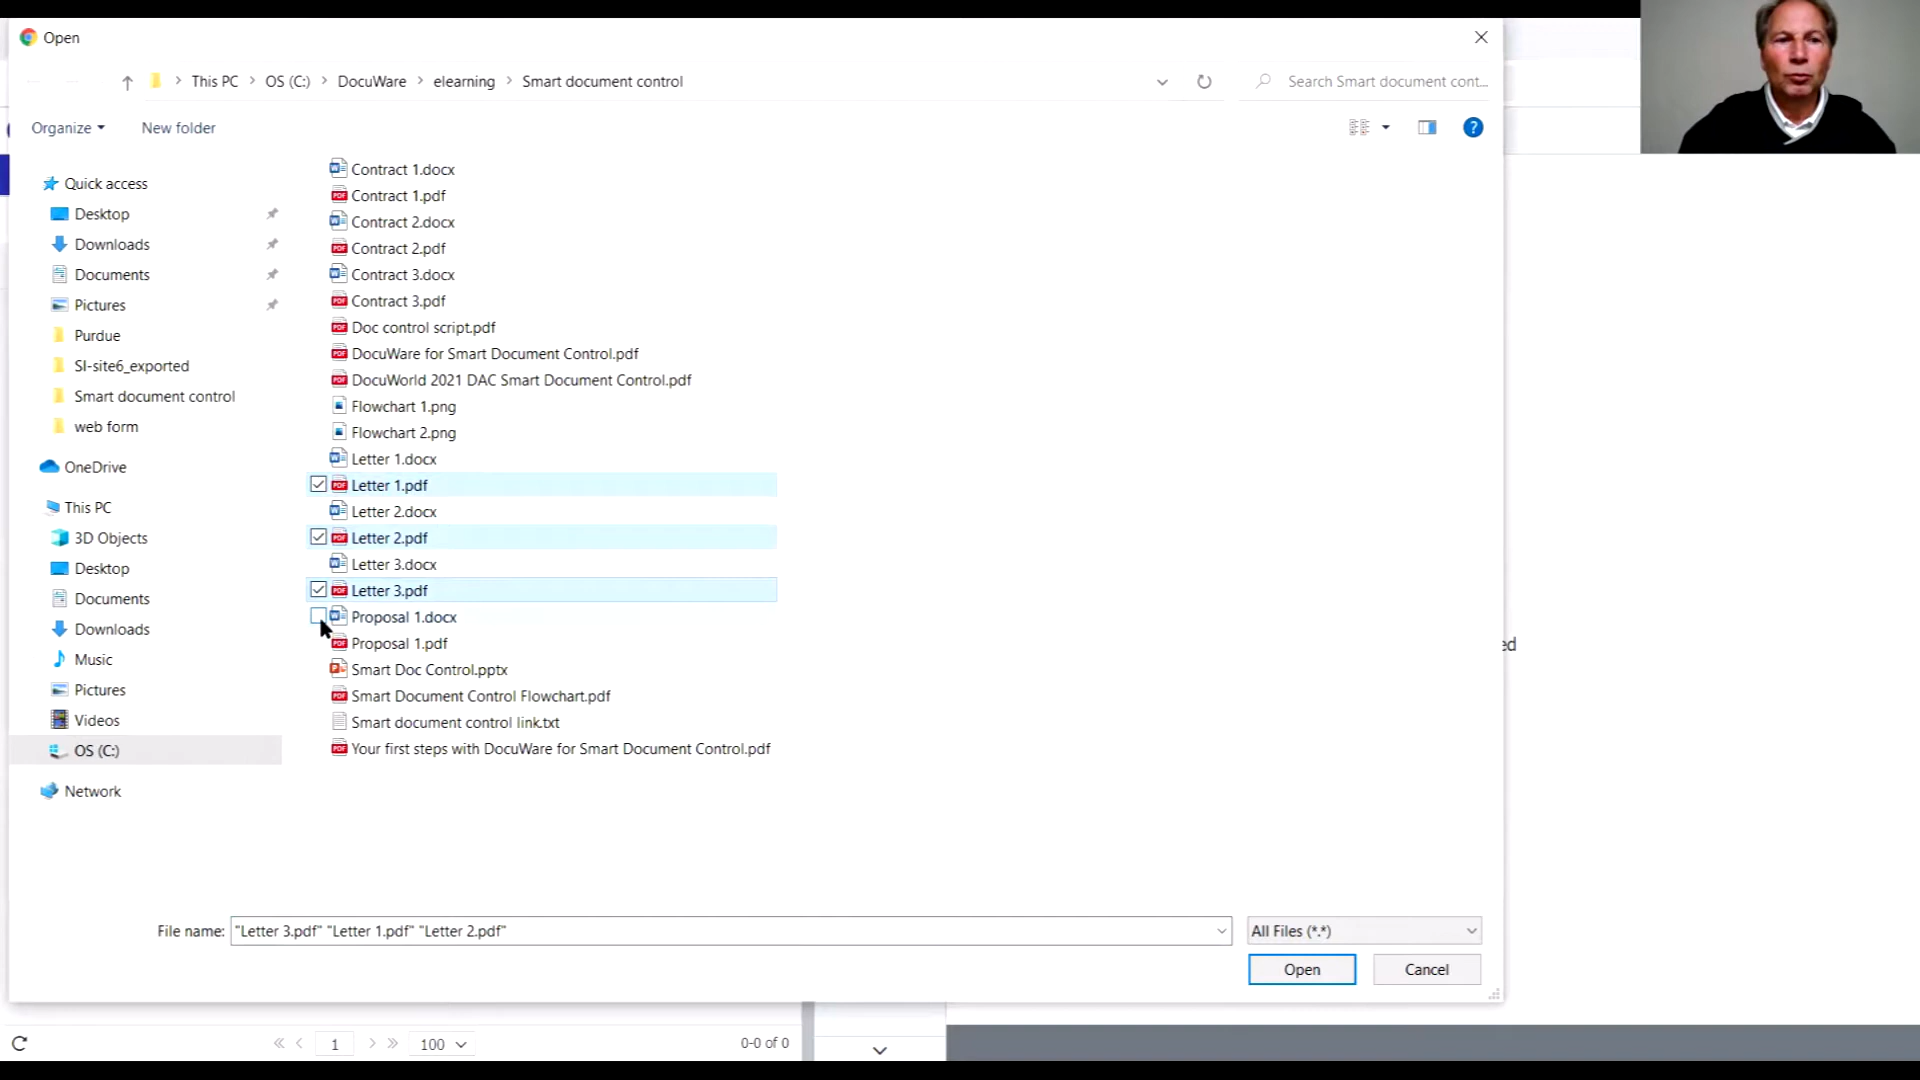 Open
This PC > OS (C:) > DocuWare > elearning > Smart document control
Search Smart document cont...
Organize
New folder
Quick access
Desktop
Downloads
Documents
Pictures
Purdue
SI-site6_exported
Smart document control
web form
OneDrive
This PC
3D Objects
Desktop
Documents
Downloads
Music
Pictures
Videos
OS (C:)
Network
Contract 1.docx
Contract 1.pdf
Contract 2.docx
Contract 2.pdf
Contract 3.docx
Contract 3.pdf
Doc control script.pdf
DocuWare for Smart Document Control.pdf
DocuWorld 2021 DAC Smart Document Control.pdf
Flowchart 1.png
Flowchart 2.png
Letter 1.docx
Letter 1.pdf
Letter 2.docx
Letter 2.pdf
Letter 3.docx
Letter 3.pdf
Proposal 1.docx
Proposal 1.pdf
Smart Doc Control.pptx
Smart Document Control Flowchart.pdf
Smart document control link.txt
Your first steps with DocuWare for Smart Document Control.pdf
ed
File name: "Letter 3.pdf" "Letter 1.pdf" "Letter 2.pdf"
All Files (*.*)
Open
Cancel
1
100
0-0 of 0